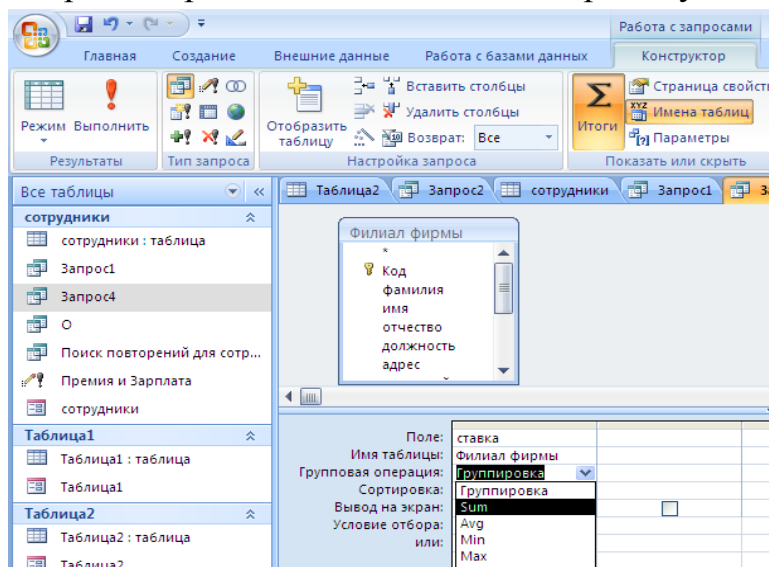 Работа с запросами
Главная Создание Внешние данные Работа с базами данных Конструктор
Режим Выполнить
Результаты
Тип запроса
Отобразить таблицу
Вставить столбцы
Удалить столбцы
Возврат: Все
Настройка запроса
Σ
Итоги
Страница свойст
XYZ Имена таблиц
Параметры
Показать или скрыть
Все таблицы
Таблица2 Запрос2 сотрудники Запрос1 За
сотрудники
сотрудники : таблица
Запрос1
Запрос4
О
Поиск повторений для сотр...
Премия и Зарплата
сотрудники
Таблица1
Таблица1 : таблица
Таблица1
Таблица2
Таблица2 : таблица
Таблица2
Филиал фирмы
*
Код
фамилия
имя
отчество
должность
адрес
Поле: ставка
Имя таблицы: Филиал фирмы
Групповая операция: Группировка
Сортировка:
Вывод на экран:
Условие отбора:
или:
Группировка
Sum
Avg
Min
Max